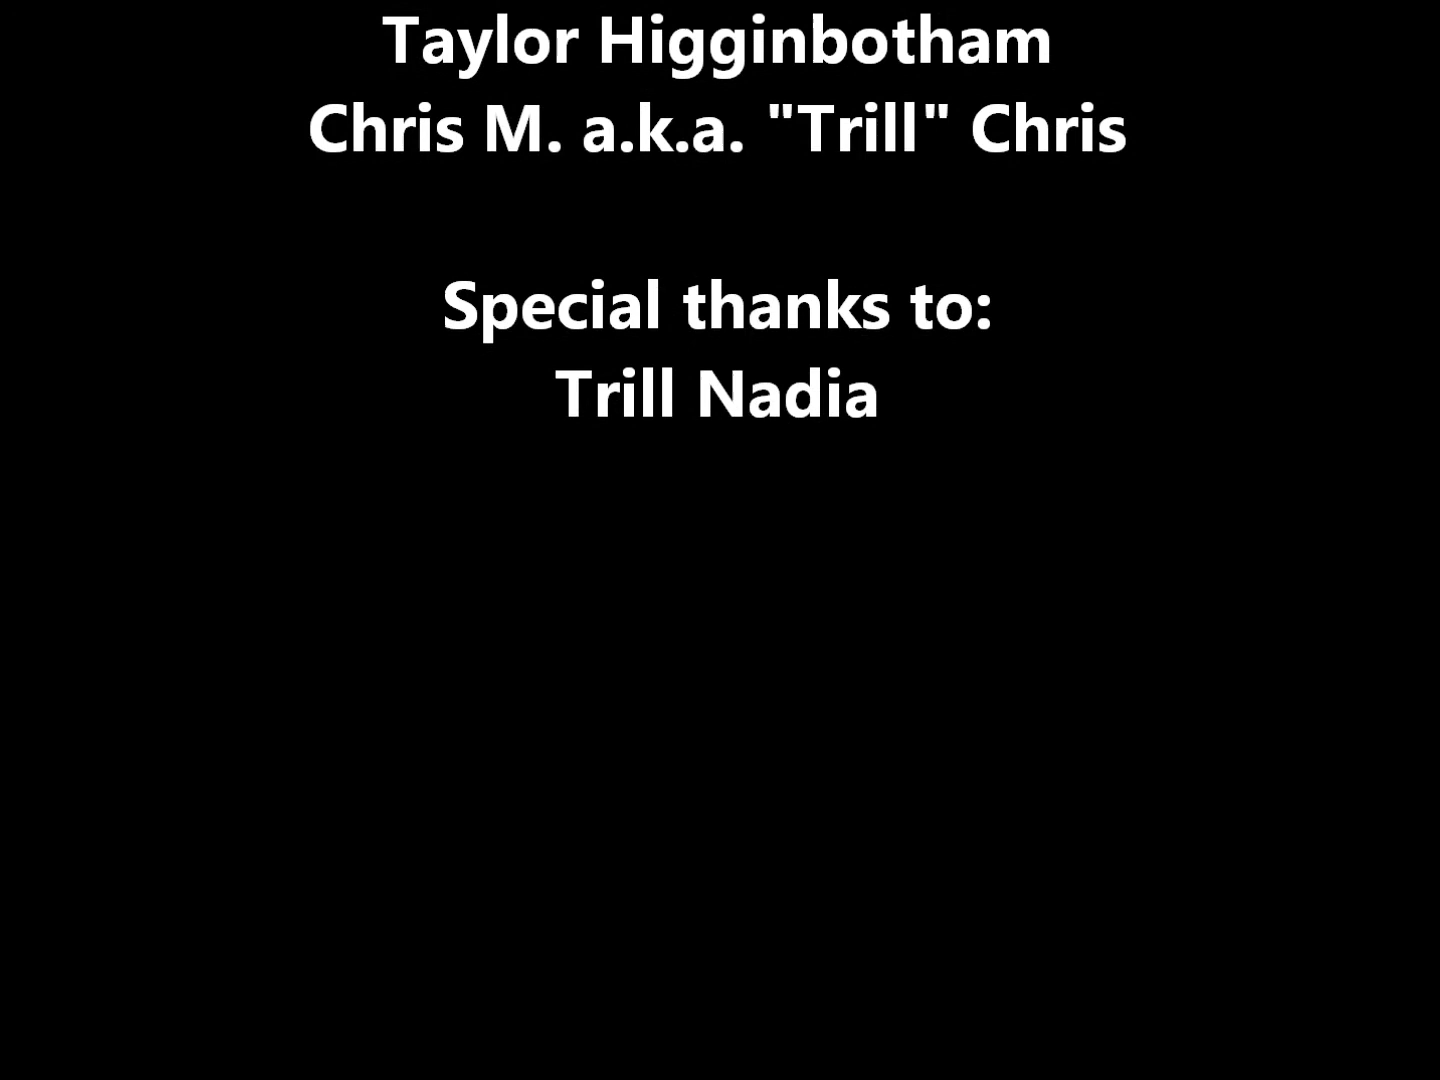 Taylor Higginbotham
Chris M. a.k.a. "Trill" Chris
Special thanks to:
Trill Nadia